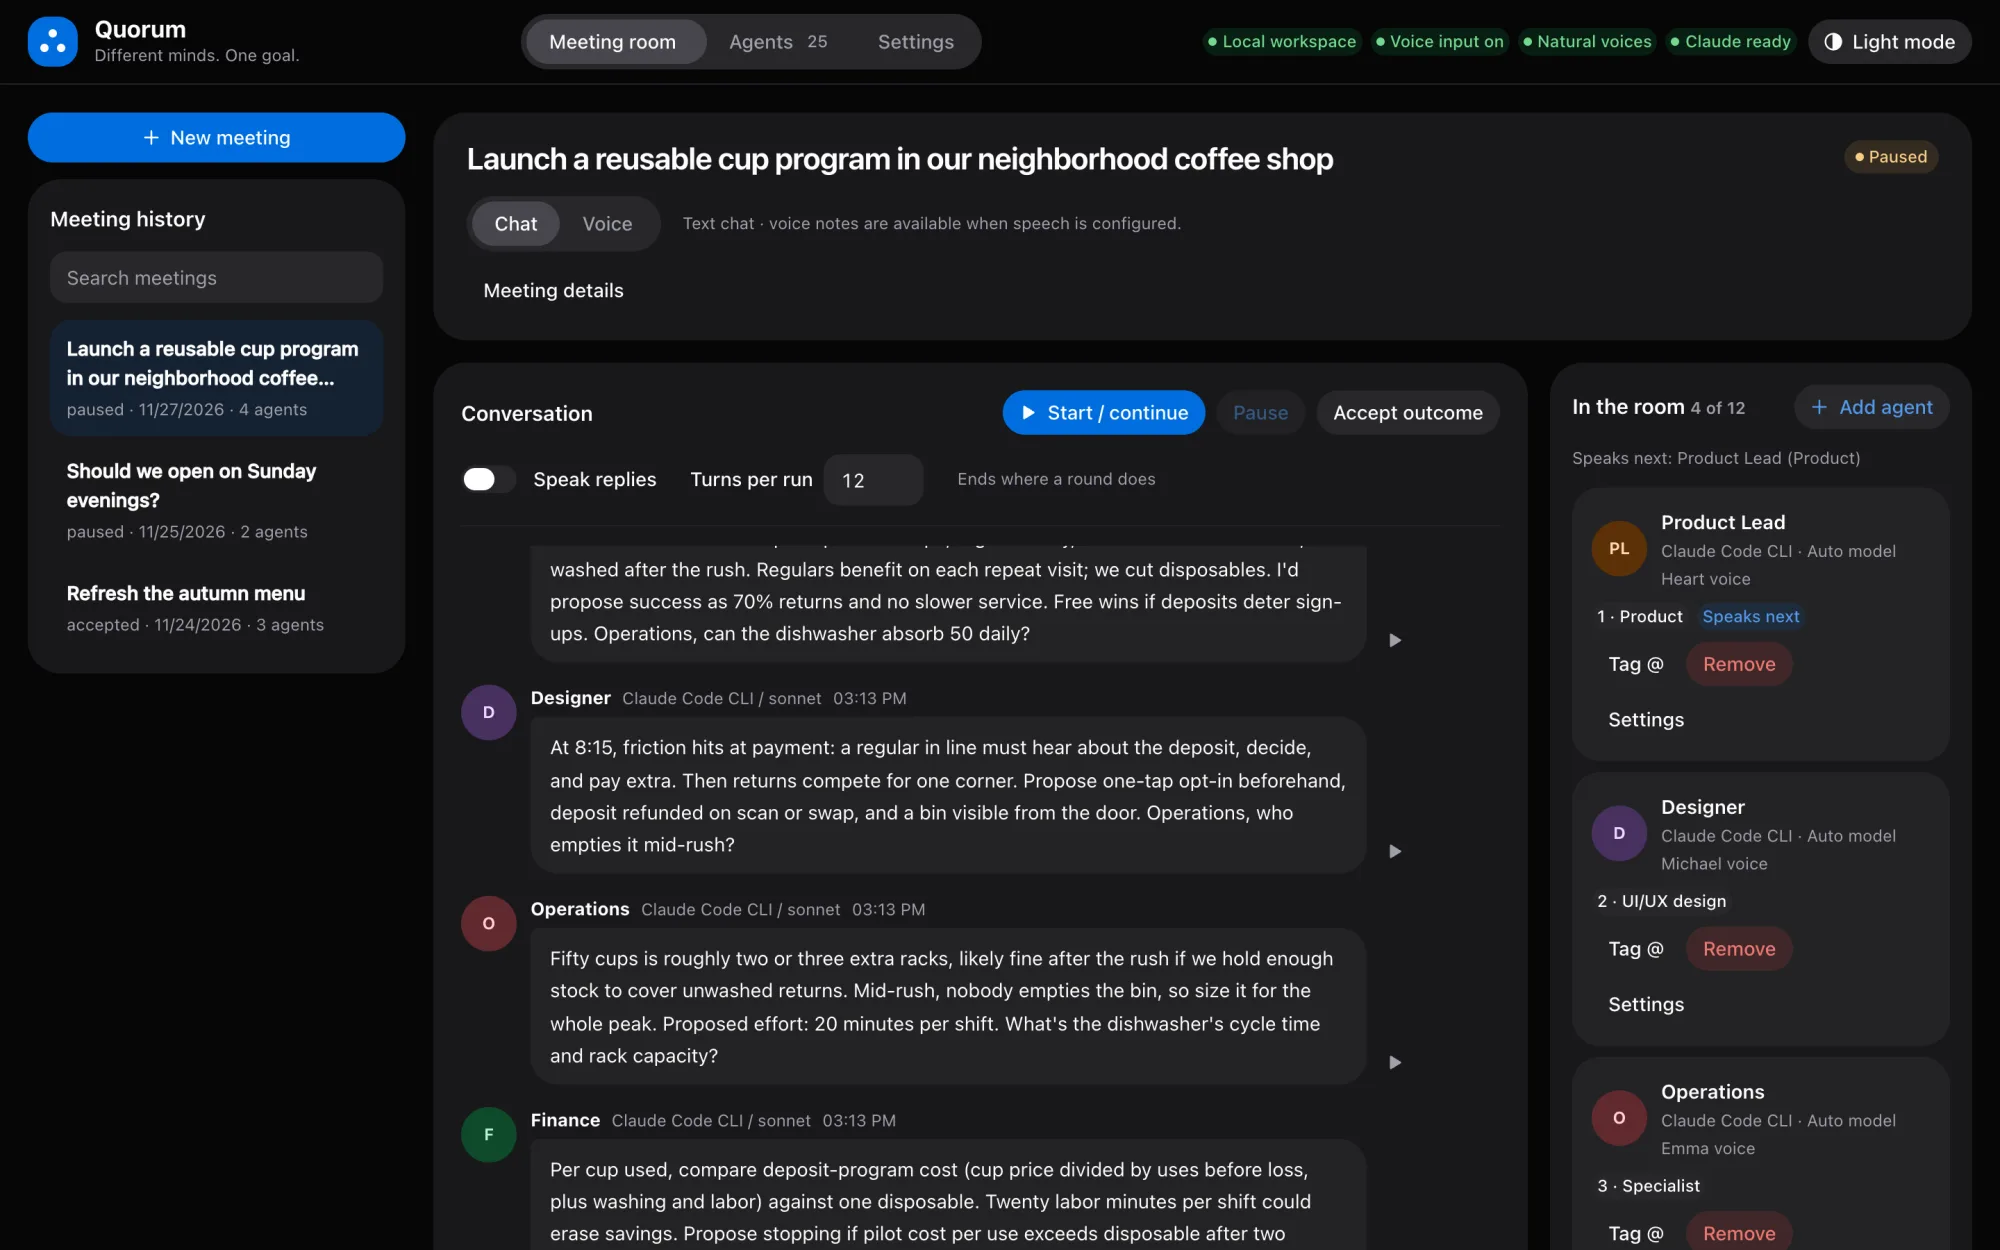 Quorum
Different minds. One goal.
Meeting room
Agents 25
Settings
Local workspace
Voice input on
Natural voices
Claude ready
Light mode
+ New meeting
Meeting history
Search meetings
Launch a reusable cup program
in our neighborhood coffee...
paused · 11/27/2026 · 4 agents
Should we open on Sunday
evenings?
paused · 11/25/2026 · 2 agents
Refresh the autumn menu
accepted · 11/24/2026 · 3 agents
Launch a reusable cup program in our neighborhood coffee shop
Paused
Chat
Voice
Text chat · voice notes are available when speech is configured.
Meeting details
Conversation
Start / continue
Pause
Accept outcome
Speak replies
Turns per run
12
Ends where a round does
washed after the rush. Regulars benefit on each repeat visit; we cut disposables. I'd
propose success as 70% returns and no slower service. Free wins if deposits deter sign-
ups. Operations, can the dishwasher absorb 50 daily?
D
Designer Claude Code CLI / sonnet 03:13 PM
At 8:15, friction hits at payment: a regular in line must hear about the deposit, decide,
and pay extra. Then returns compete for one corner. Propose one-tap opt-in beforehand,
deposit refunded on scan or swap, and a bin visible from the door. Operations, who
empties it mid-rush?
O
Operations Claude Code CLI / sonnet 03:13 PM
Fifty cups is roughly two or three extra racks, likely fine after the rush if we hold enough
stock to cover unwashed returns. Mid-rush, nobody empties the bin, so size it for the
whole peak. Proposed effort: 20 minutes per shift. What's the dishwasher's cycle time
and rack capacity?
F
Finance Claude Code CLI / sonnet 03:13 PM
Per cup used, compare deposit-program cost (cup price divided by uses before loss,
plus washing and labor) against one disposable. Twenty labor minutes per shift could
erase savings. Propose stopping if pilot cost per use exceeds disposable after two
In the room 4 of 12
+ Add agent
Speaks next: Product Lead (Product)
PL
Product Lead
Claude Code CLI · Auto model
Heart voice
1 · Product
Speaks next
Tag @
Remove
Settings
D
Designer
Claude Code CLI · Auto model
Michael voice
2 · UI/UX design
Tag @
Remove
Settings
O
Operations
Claude Code CLI · Auto model
Emma voice
3 · Specialist
Tag @
Remove